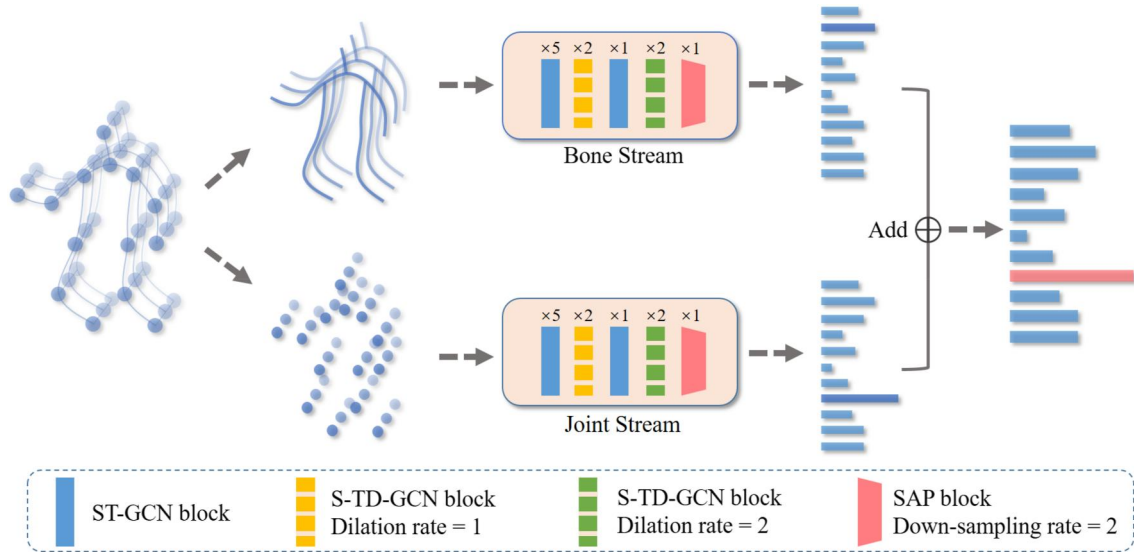 ×5 ×2 ×1 ×2 ×1
Bone Stream
Add
×5 ×2 ×1 ×2 ×1
Joint Stream
ST-GCN block
S-TD-GCN block
Dilation rate = 1
S-TD-GCN block
Dilation rate = 2
SAP block
Down-sampling rate = 2